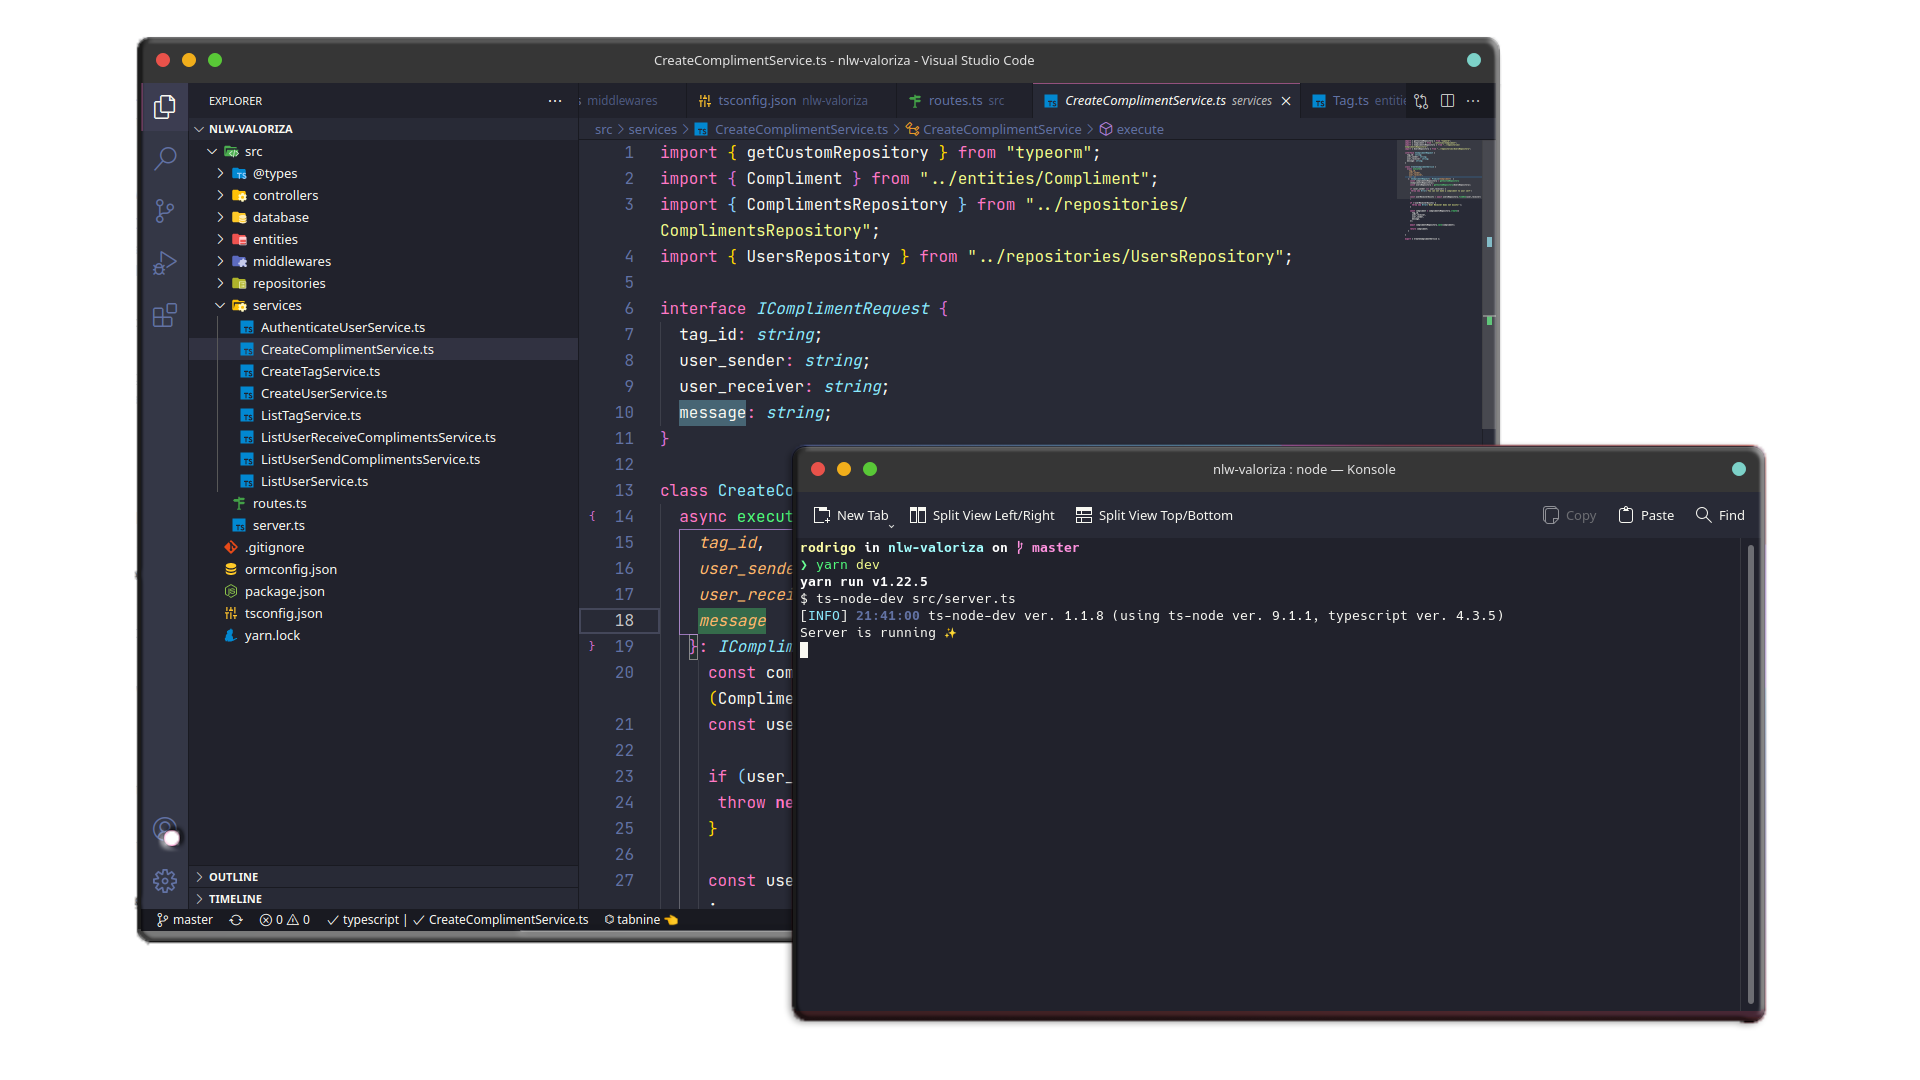 CreateComplimentService.ts - nlw-valoriza - Visual Studio Code
EXPLORER
NLW-VALORIZA
src
@types
controllers
database
entities
middlewares
repositories
services
AuthenticateUserService.ts
CreateComplimentService.ts
CreateTagService.ts
CreateUserService.ts
ListTagService.ts
ListUserReceiveComplimentsService.ts
ListUserSendComplimentsService.ts
ListUserService.ts
routes.ts
server.ts
.gitignore
ormconfig.json
package.json
tsconfig.json
yarn.lock
OUTLINE
TIMELINE
s middlewares tsconfig.json nlw-valoriza routes.ts src CreateComplimentService.ts services Tag.ts entitie
src > services > CreateComplimentService.ts > CreateComplimentService > execute
1 import { getCustomRepository } from "typeorm";
2 import { Compliment } from "../entities/Compliment";
3 import { ComplimentsRepository } from "../repositories/
ComplimentsRepository";
4 import { UsersRepository } from "../repositories/UsersRepository";
5
6 interface IComplimentRequest {
7 tag_id: string;
8 user_sender: string;
9 user_receiver: string;
10 message: string;
11 }
12
13 class CreateCo
14 async execut
15 tag_id,
16 user_sende
17 user_recei
18 message
19 }: IComplim
20 const com
(Complime
21 const use
22
23 if (user_
24 throw ne
25 }
26
27 const use
master 0 0 typescript | CreateComplimentService.ts tabnine
nlw-valoriza : node — Konsole
New Tab Split View Left/Right Split View Top/Bottom Copy Paste Find
rodrigo in nlw-valoriza on master
❯ yarn dev
yarn run v1.22.5
$ ts-node-dev src/server.ts
[INFO] 21:41:00 ts-node-dev ver. 1.1.8 (using ts-node ver. 9.1.1, typescript ver. 4.3.5)
Server is running ✨